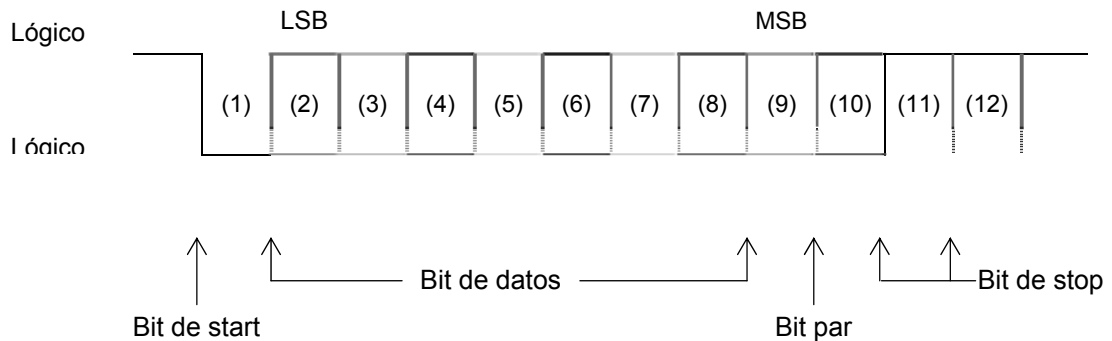 LSB MSB
Lógico
(1) (2) (3) (4) (5) (6) (7) (8) (9) (10) (11) (12)
Lógico
Bit de datos Bit de stop
Bit de start Bit par